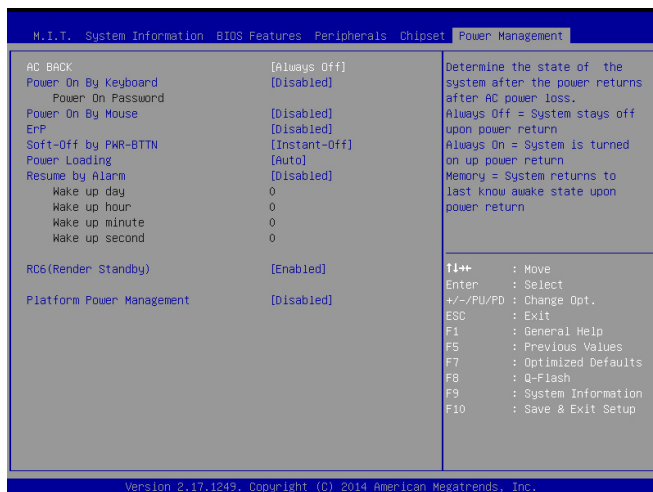 M.I.T. System Information BIOS Features Peripherals Chipset Power Management
AC BACK [Always Off]
Power On By Keyboard [Disabled]
Power On Password
Power On By Mouse [Disabled]
ErP [Disabled]
Soft-Off by PWR-BTTN [Instant-Off]
Power Loading [Auto]
Resume by Alarm [Disabled]
Wake up day 0
Wake up hour 0
Wake up minute 0
Wake up second 0
RC6(Render Standby) [Enabled]
Platform Power Management [Disabled]
Determine the state of the
system after the power returns
after AC power loss.
Always Off = System stays off
upon power return
Always On = System is turned
on up power return
Memory = System returns to
last know awake state upon
power return
↑↓→← : Move
Enter : Select
+/-/PU/PD : Change Opt.
ESC : Exit
F1 : General Help
F5 : Previous Values
F7 : Optimized Defaults
F8 : Q-Flash
F9 : System Information
F10 : Save & Exit Setup
Version 2.17.1249. Copyright (C) 2014 American Megatrends, Inc.